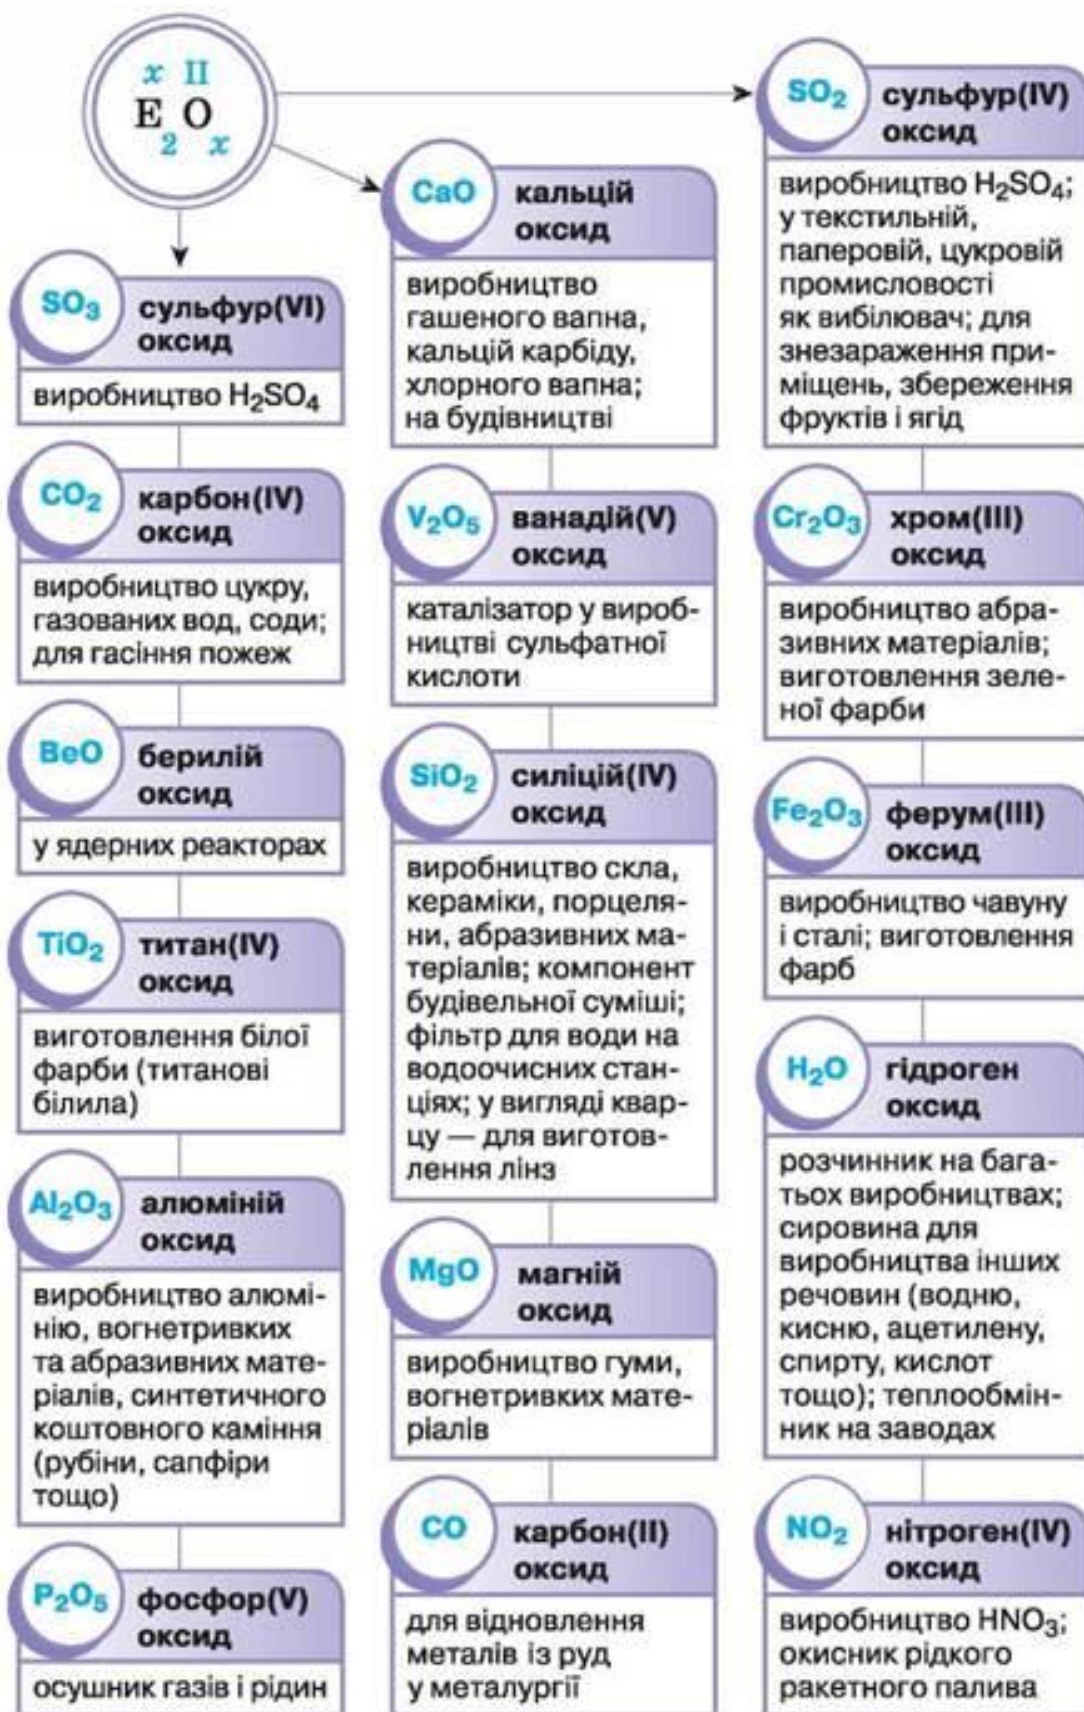 x II
E O
2 x
SO3 сульфур(VI)
оксид
виробництво H2SO4
CO2 карбон(IV)
оксид
виробництво цукру,
газованих вод, соди;
для гасіння пожеж
BeO берилій
оксид
у ядерних реакторах
TiO2 титан(IV)
оксид
виготовлення білої
фарби (титанові
білила)
Al2O3 алюміній
оксид
виробництво алюмі-
нію, вогнетривких
та абразивних мате-
ріалів, синтетичного
коштовного каміння
(рубіни, сапфіри
тощо)
P2O5 фосфор(V)
оксид
осушник газів і рідин
CaO кальцій
оксид
виробництво
гашеного вапна,
кальцій карбіду,
хлорного вапна;
на будівництві
V2O5 ванадій(V)
оксид
каталізатор у вироб-
ництві сульфатної
кислоти
SiO2 силіцій(IV)
оксид
виробництво скла,
кераміки, порцеля-
ни, абразивних ма-
теріалів; компонент
будівельної суміші;
фільтр для води на
водоочисних стан-
ціях; у вигляді квар-
цу — для виготов-
лення лінз
MgO магній
оксид
виробництво гуми,
вогнетривких мате-
ріалів
CO карбон(II)
оксид
для відновлення
металів із руд
у металургії
SO2 сульфур(IV)
оксид
виробництво H2SO4;
у текстильній,
паперовій, цукровій
промисловості
як вибілювач; для
знезараження при-
міщень, збереження
фруктів і ягід
Cr2O3 хром(III)
оксид
виробництво абра-
зивних матеріалів;
виготовлення зеле-
ної фарби
Fe2O3 ферум(III)
оксид
виробництво чавуну
і сталі; виготовлення
фарб
H2O гідроген
оксид
розчинник на бага-
тьох виробництвах;
сировина для
виробництва інших
речовин (водню,
кисню, ацетилену,
спирту, кислот
тощо); теплообмін-
ник на заводах
NO2 нітроген(IV)
оксид
виробництво HNO3;
окисник рідкого
ракетного палива